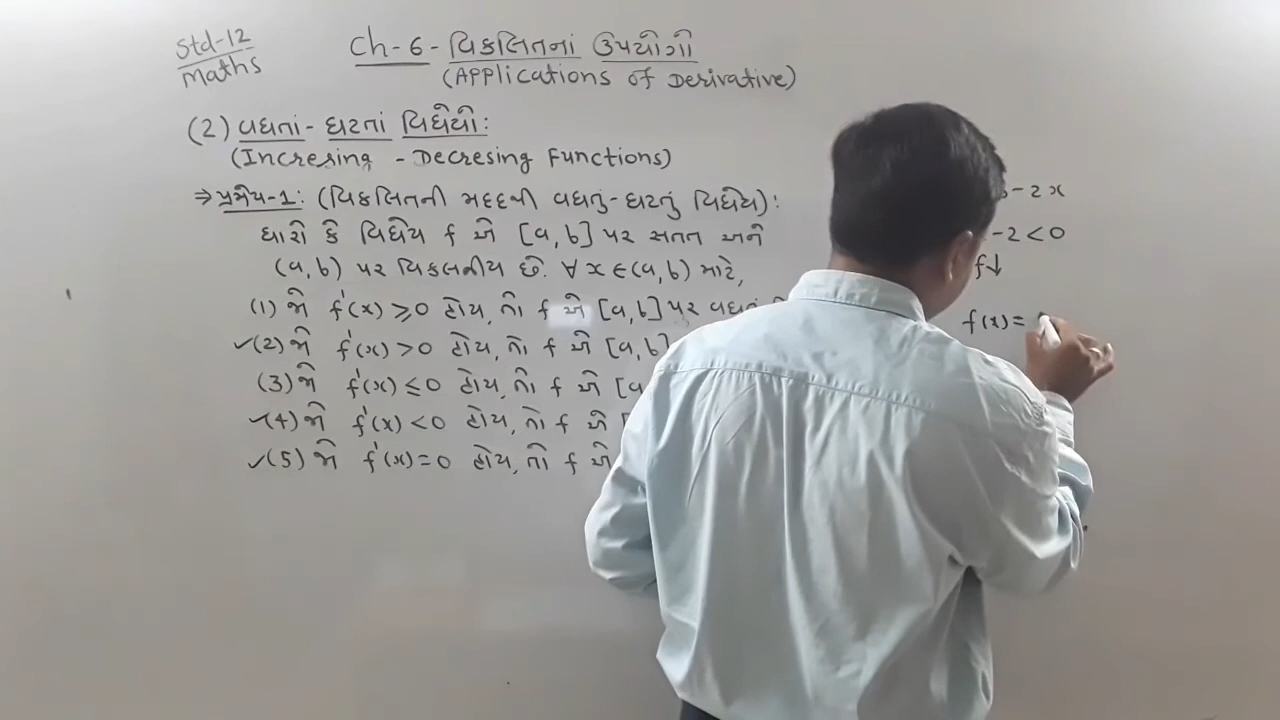 Std-12
Maths
Ch-6-વિકલિતનાં ઉપયોગો
(Applications of Derivative)
(2) વધતાં-ઘટતાં વિધેયો:
(Incresing - Decresing Functions)
⇒ પ્રમેય-1: (વિકલિતની મદદથી વધતું-ઘટતું વિધેય):
ધારો કે વિધેય f એ [a,b] પર સતત અને
(a,b) પર વિકલનીય છે. ∀ x ∈ (a,b) માટે,
(1) જો f'(x) ≥ 0 હોય, તો f એ [a,b] પર વધતું
✓(2) જો f'(x) > 0 હોય, તો f એ [a,b]
(3) જો f'(x) ≤ 0 હોય, તો f એ [a
✓(4) જો f'(x) < 0 હોય, તો f એ [
✓(5) જો f'(x) = 0 હોય, તો f એ
-2x
-2 < 0
f↓
f(x) =